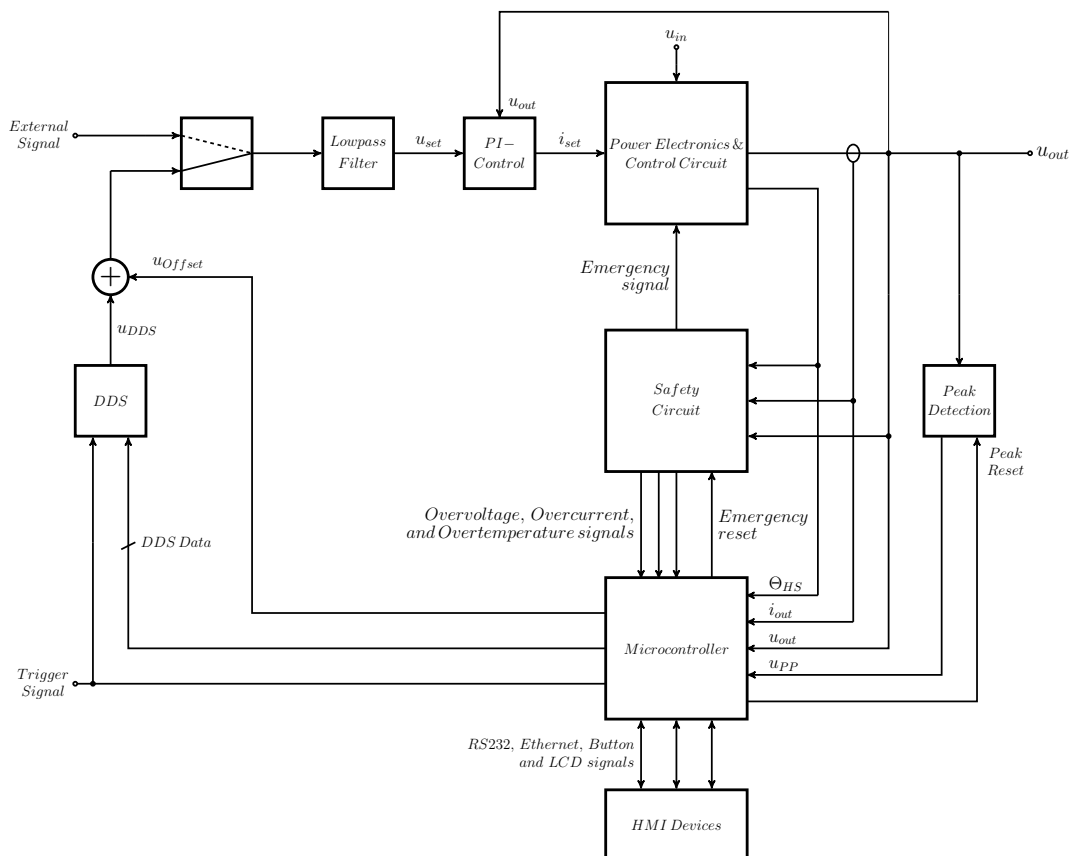 u_in
u_out
External
Signal
Lowpass
Filter
u_set
PI-
Control
i_set
Power Electronics &
Control Circuit
u_out
u_Offset
Emergency
signal
+
u_DDS
DDS
Safety
Circuit
Peak
Detection
Peak
Reset
Overvoltage, Overcurrent,
and Overtemperature signals
Emergency
reset
DDS Data
Θ_HS
i_out
u_out
u_PP
Microcontroller
Trigger
Signal
RS232, Ethernet, Button
and LCD signals
HMI Devices